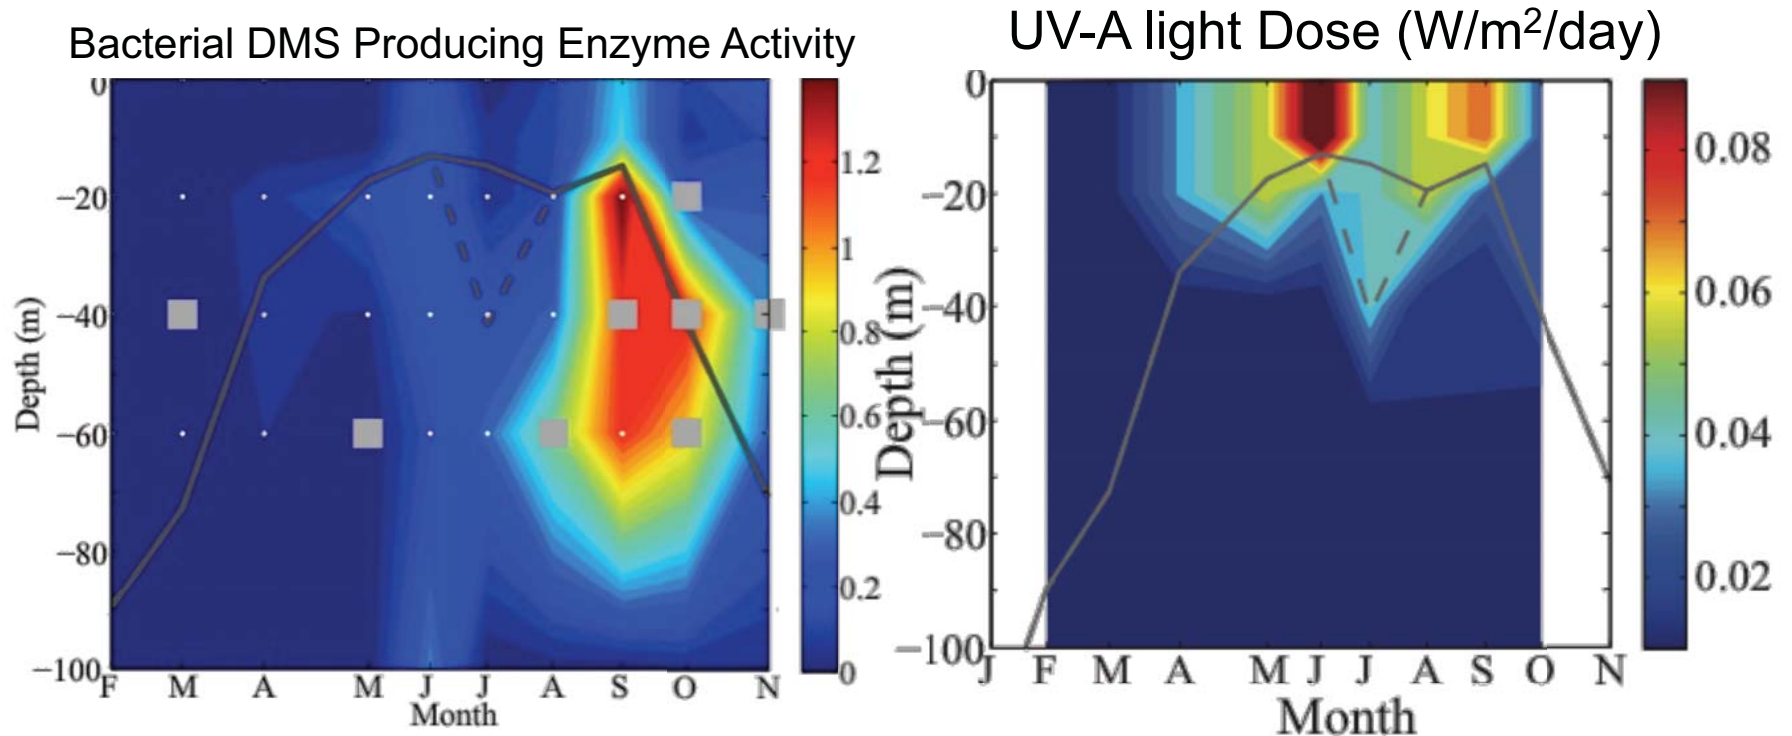 Bacterial DMS Producing Enzyme Activity
0
−20
−40
−60
−80
−100
Depth (m)
F M A M J J A S O N
Month
1.2
1
0.8
0.6
0.4
0.2
0
UV-A light Dose (W/m²/day)
0
−20
−40
−60
−80
−100
Depth (m)
J F M A M J J A S O N
Month
0.08
0.06
0.04
0.02